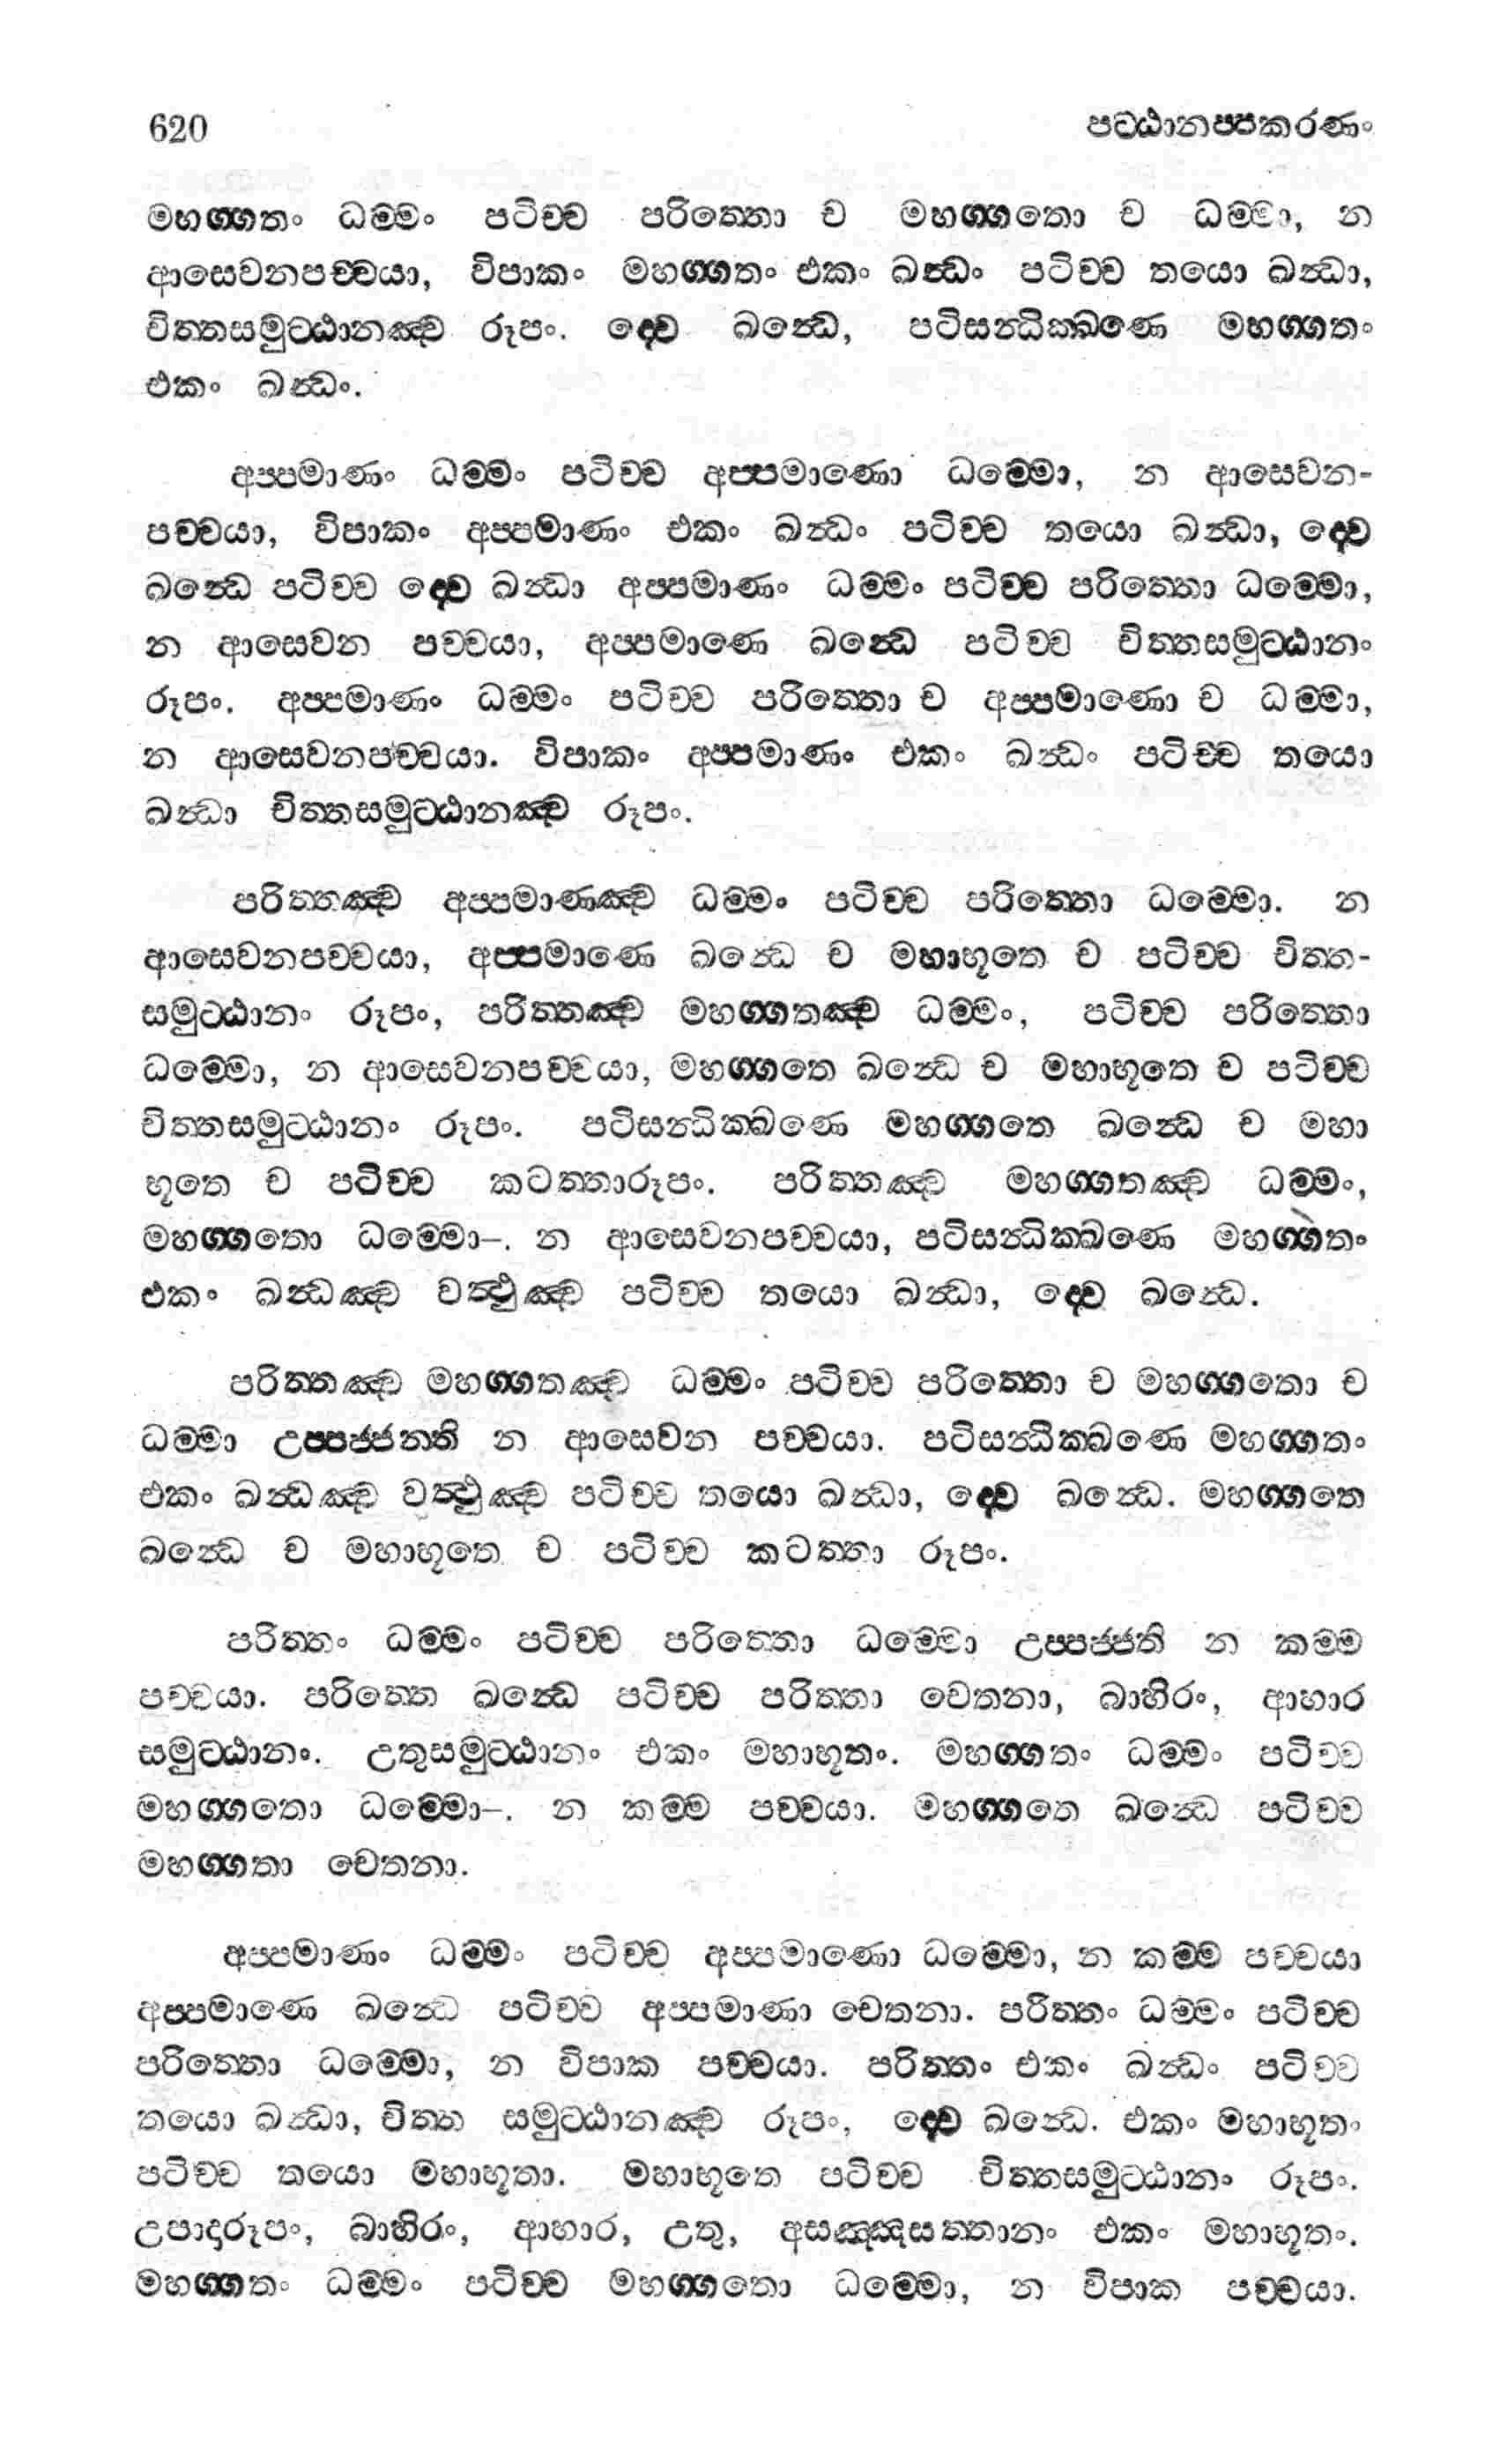 620 පට්ඨානප්පකරණං
මහග්ගතං ධම්මං පටිච්ච පරිත්තො ච මහග්ගතො ච ධම්මා, න
ආසෙවනපච්චයා, විපාකං මහග්ගතං එකං ඛන්ධං පටිච්ච තයො ඛන්ධා,
චිත්තසමුට්ඨානඤ්ච රූපං. ද්වෙ ඛන්ධෙ, පටිසන්ධික්ඛණෙ මහග්ගතං
එකං ඛන්ධං.
අප්පමාණං ධම්මං පටිච්ච අප්පමාණො ධම්මො, න ආසෙවන-
පච්චයා, විපාකං අප්පමාණං එකං ඛන්ධං පටිච්ච තයො ඛන්ධා, ද්වෙ
ඛන්ධෙ පටිච්ච ද්වෙ ඛන්ධා අප්පමාණං ධම්මං පටිච්ච පරිත්තො ධම්මො,
න ආසෙවන පච්චයා, අප්පමාණෙ ඛන්ධෙ පටිච්ච චිත්තසමුට්ඨානං
රූපං. අප්පමාණං ධම්මං පටිච්ච පරිත්තො ච අප්පමාණො ච ධම්මා,
න ආසෙවනපච්චයා. විපාකං අප්පමාණං එකං ඛන්ධං පටිච්ච තයො
ඛන්ධා චිත්තසමුට්ඨානඤ්ච රූපං.
පරිත්තඤ්ච අප්පමාණඤ්ච ධම්මං පටිච්ච පරිත්තො ධම්මො. න
ආසෙවනපච්චයා, අප්පමාණෙ ඛන්ධෙ ච මහාභූතෙ ච පටිච්ච චිත්ත-
සමුට්ඨානං රූපං, පරිත්තඤ්ච මහග්ගතඤ්ච ධම්මං, පටිච්ච පරිත්තො
ධම්මො, න ආසෙවනපච්චයා, මහග්ගතෙ ඛන්ධෙ ච මහාභූතෙ ච පටිච්ච
චිත්තසමුට්ඨානං රූපං. පටිසන්ධික්ඛණෙ මහග්ගතෙ ඛන්ධෙ ච මහා
භූතෙ ච පටිච්ච කටත්තාරූපං. පරිත්තඤ්ච මහග්ගතඤ්ච ධම්මං,
මහග්ගතො ධම්මො–. න ආසෙවනපච්චයා, පටිසන්ධික්ඛණෙ මහග්ගතං
එකං ඛන්ධඤ්ච වත්ථුඤ්ච පටිච්ච තයො ඛන්ධා, ද්වෙ ඛන්ධෙ.
පරිත්තඤ්ච මහග්ගතඤ්ච ධම්මං පටිච්ච පරිත්තො ච මහග්ගතො ච
ධම්මා උප්පජ්ජන්ති න ආසෙවන පච්චයා. පටිසන්ධික්ඛණෙ මහග්ගතං
එකං ඛන්ධඤ්ච වත්ථුඤ්ච පටිච්ච තයො ඛන්ධා, ද්වෙ ඛන්ධෙ. මහග්ගතෙ
ඛන්ධෙ ච මහාභූතෙ ච පටිච්ච කටත්තා රූපං.
පරිත්තං ධම්මං පටිච්ච පරිත්තො ධම්මො උප්පජ්ජති න කම්ම
පච්චයා. පරිත්තෙ ඛන්ධෙ පටිච්ච පරිත්තා චෙතනා, බාහිරං, ආහාර
සමුට්ඨානං. උතුසමුට්ඨානං එකං මහාභූතං. මහග්ගතං ධම්මං පටිච්ච
මහග්ගතො ධම්මො–. න කම්ම පච්චයා. මහග්ගතෙ ඛන්ධෙ පටිච්ච
මහග්ගතා චෙතනා.
අප්පමාණං ධම්මං පටිච්ච අප්පමාණො ධම්මො, න කම්ම පච්චයා
අප්පමාණෙ ඛන්ධෙ පටිච්ච අප්පමාණා චෙතනා. පරිත්තං ධම්මං පටිච්ච
පරිත්තො ධම්මො, න විපාක පච්චයා. පරිත්තං එකං ඛන්ධං පටිච්ච
තයො ඛන්ධා, චිත්ත සමුට්ඨානඤ්ච රූපං, ද්වෙ ඛන්ධෙ. එකං මහාභූතං
පටිච්ච තයො මහාභූතා. මහාභූතෙ පටිච්ච චිත්තසමුට්ඨානං රූපං.
උපාදාරූපං, බාහිරං, ආහාර, උතු, අසඤ්ඤසත්තානං එකං මහාභූතං.
මහග්ගතං ධම්මං පටිච්ච මහග්ගතො ධම්මො, න විපාක පච්චයා.